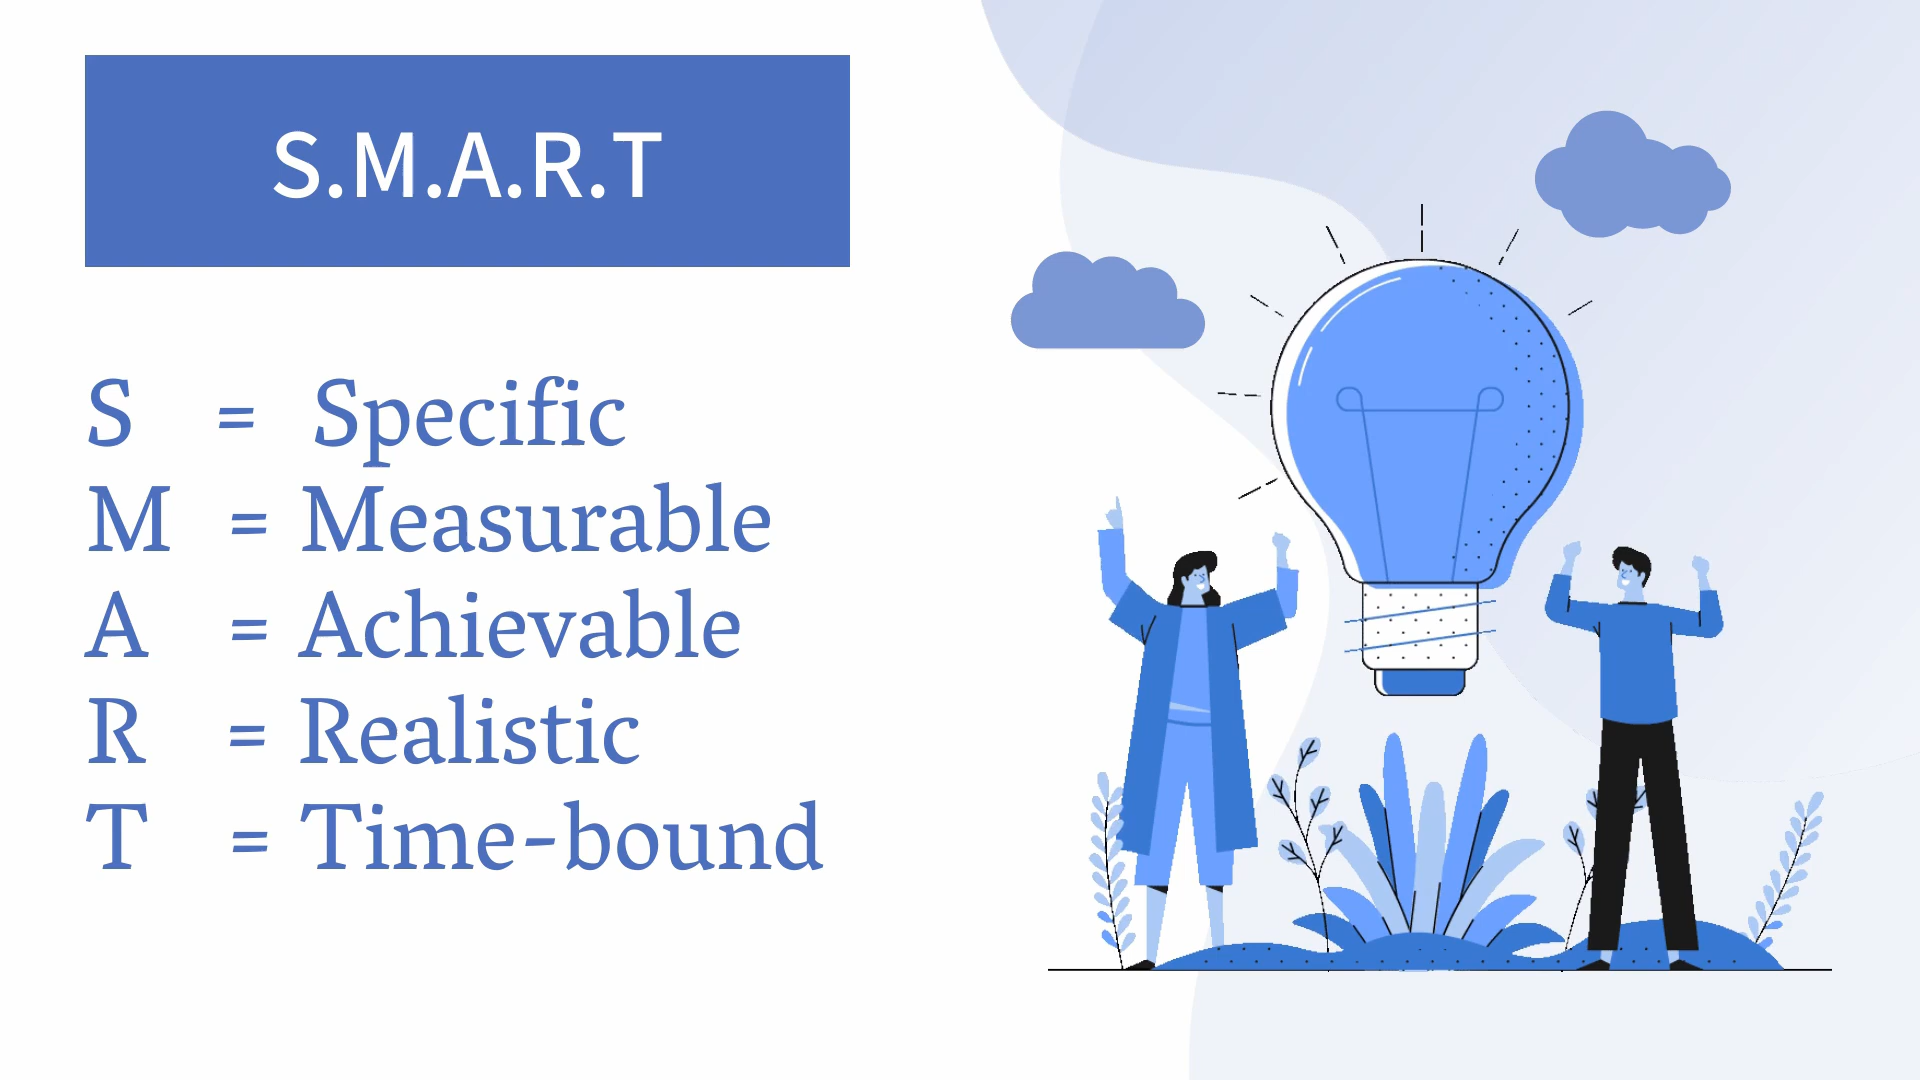 S.M.A.R.T
S = Specific
M = Measurable
A = Achievable
R = Realistic
T = Time-bound